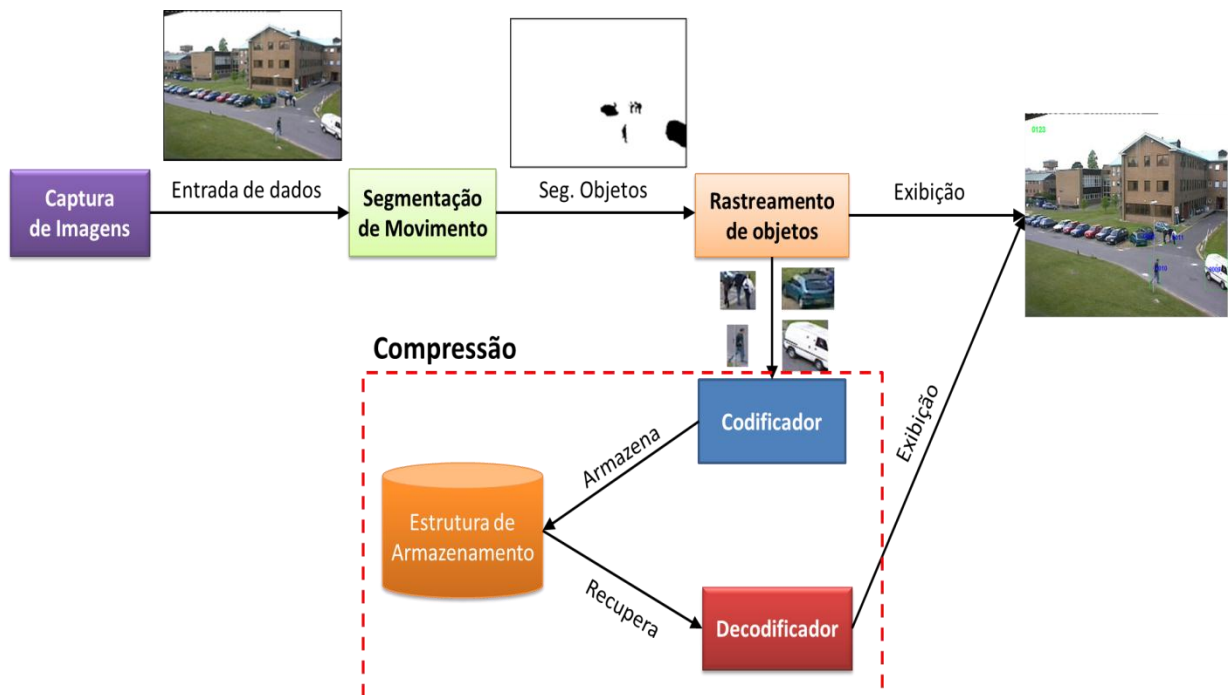 Captura
de Imagens
Entrada de dados
Segmentação
de Movimento
Seg. Objetos
Rastreamento
de objetos
Exibição
0120
Compressão
Codificador
Armazena
Estrutura de
Armazenamento
Recupera
Decodificador
Exibição